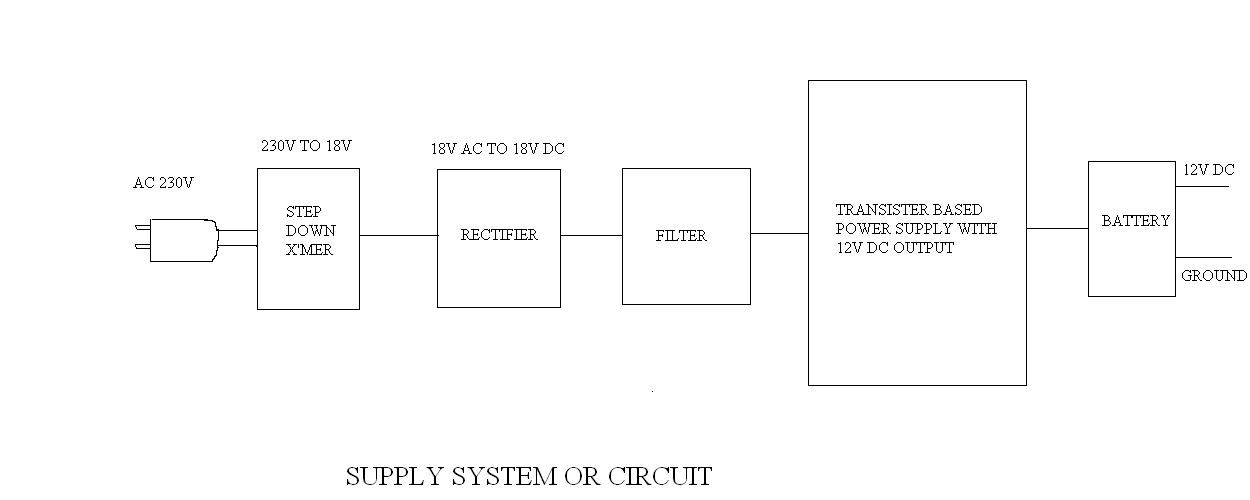 AC 230V
230V TO 18V
STEP
DOWN
X'MER
18V AC TO 18V DC
RECTIFIER
FILTER
TRANSISTER BASED
POWER SUPPLY WITH
12V DC OUTPUT
BATTERY
12V DC
GROUND
SUPPLY SYSTEM OR CIRCUIT